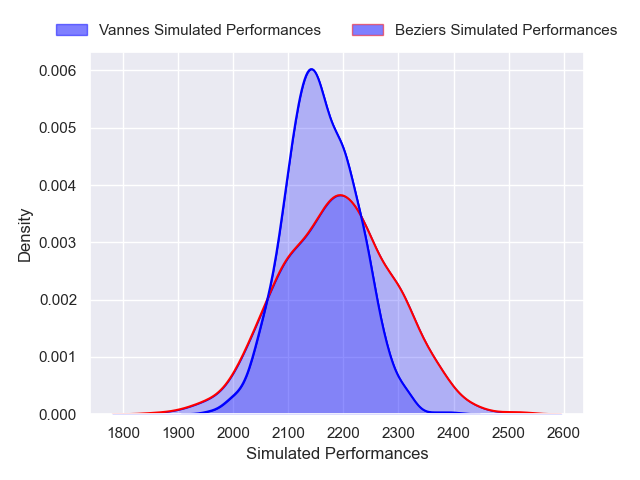 Vannes Simulated Performances Beziers Simulated Performances
0.006
0.005
0.004
0.003
0.002
0.001
0.000
Density
1800 1900 2000 2100 2200 2300 2400 2500 2600
Simulated Performances